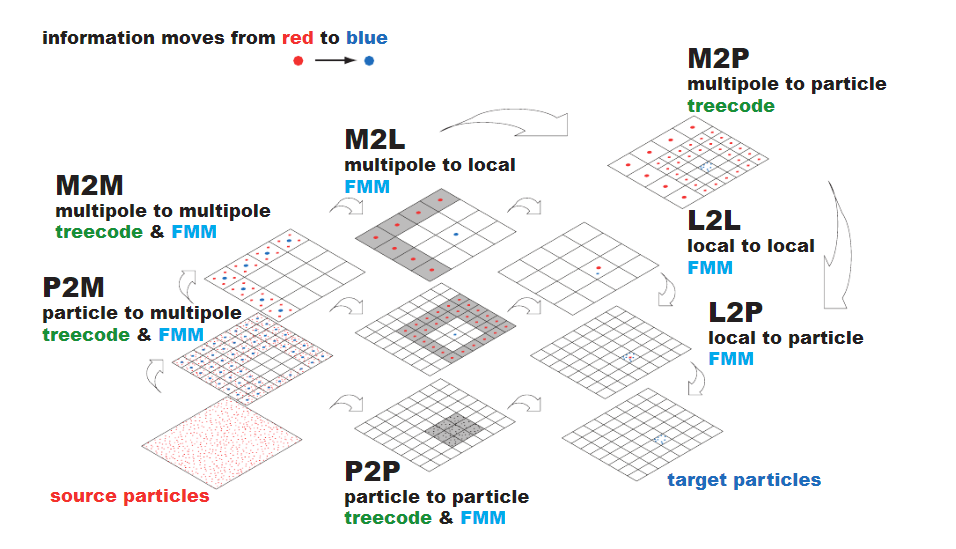 information moves from red to blue
M2P
multipole to particle
treecode
M2L
multipole to local
FMM
M2M
multipole to multipole
treecode & FMM
L2L
local to local
FMM
P2M
particle to multipole
treecode & FMM
L2P
local to particle
FMM
P2P
particle to particle
treecode & FMM
source particles
target particles